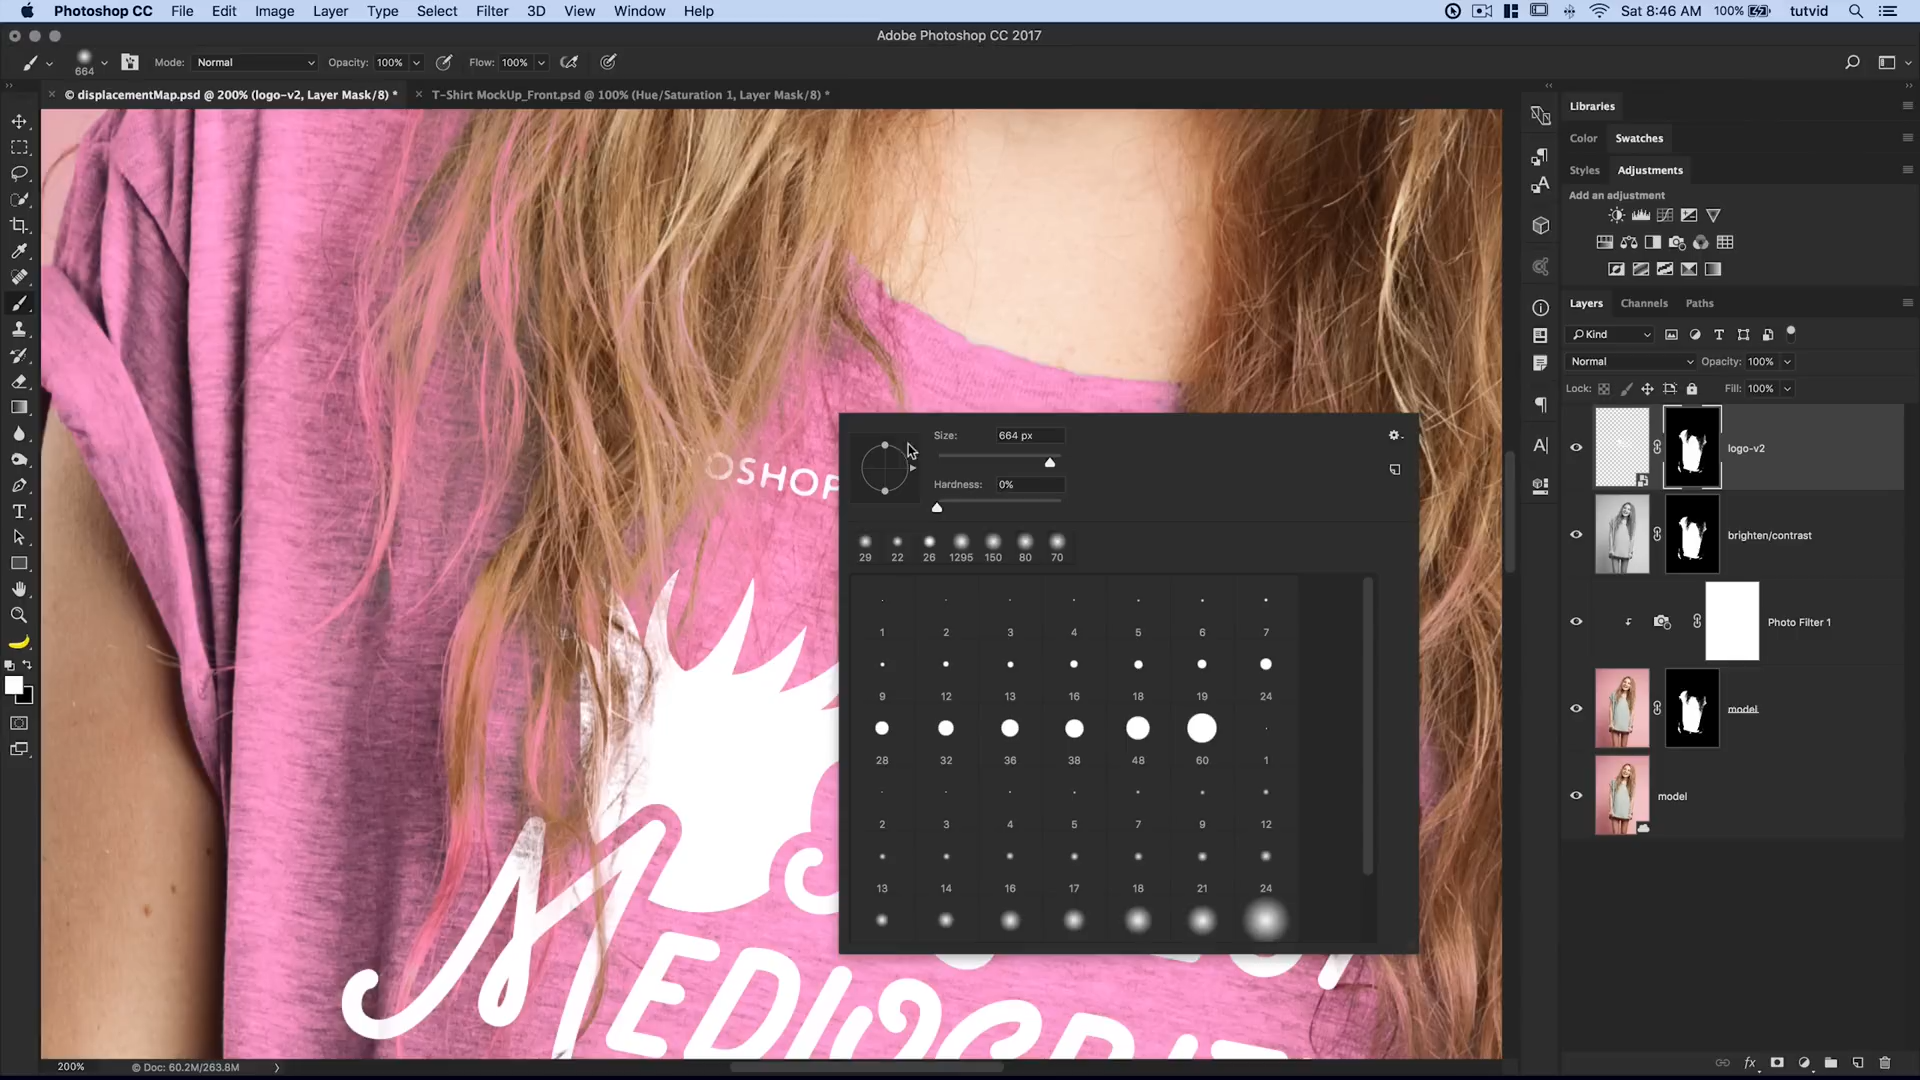 Photoshop CC File Edit Image Layer Type Select Filter 3D View Window Help Sat 8:46 AM 100% tutvid
Adobe Photoshop CC 2017
664 Mode: Normal Opacity: 100% Flow: 100%
© displacementMap.psd @ 200% (logo-v2, Layer Mask/8) * T-Shirt MockUp_Front.psd @ 100% (Hue/Saturation 1, Layer Mask/8) *
Libraries
Color Swatches
Styles Adjustments
Add an adjustment
Layers Channels Paths
Kind
Normal Opacity: 100%
Lock: Fill: 100%
logo-v2
brighten/contrast
Photo Filter 1
model
model
Size: 664 px
Hardness: 0%
29 22 26 1295 150 80 70
1 2 3 4 5 6 7
9 12 13 16 18 19 24
28 32 36 38 48 60 1
2 3 4 5 7 9 12
13 14 16 17 18 21 24
OSHOP
MEDIOCRIT
200% © Doc: 60.2M/263.8M